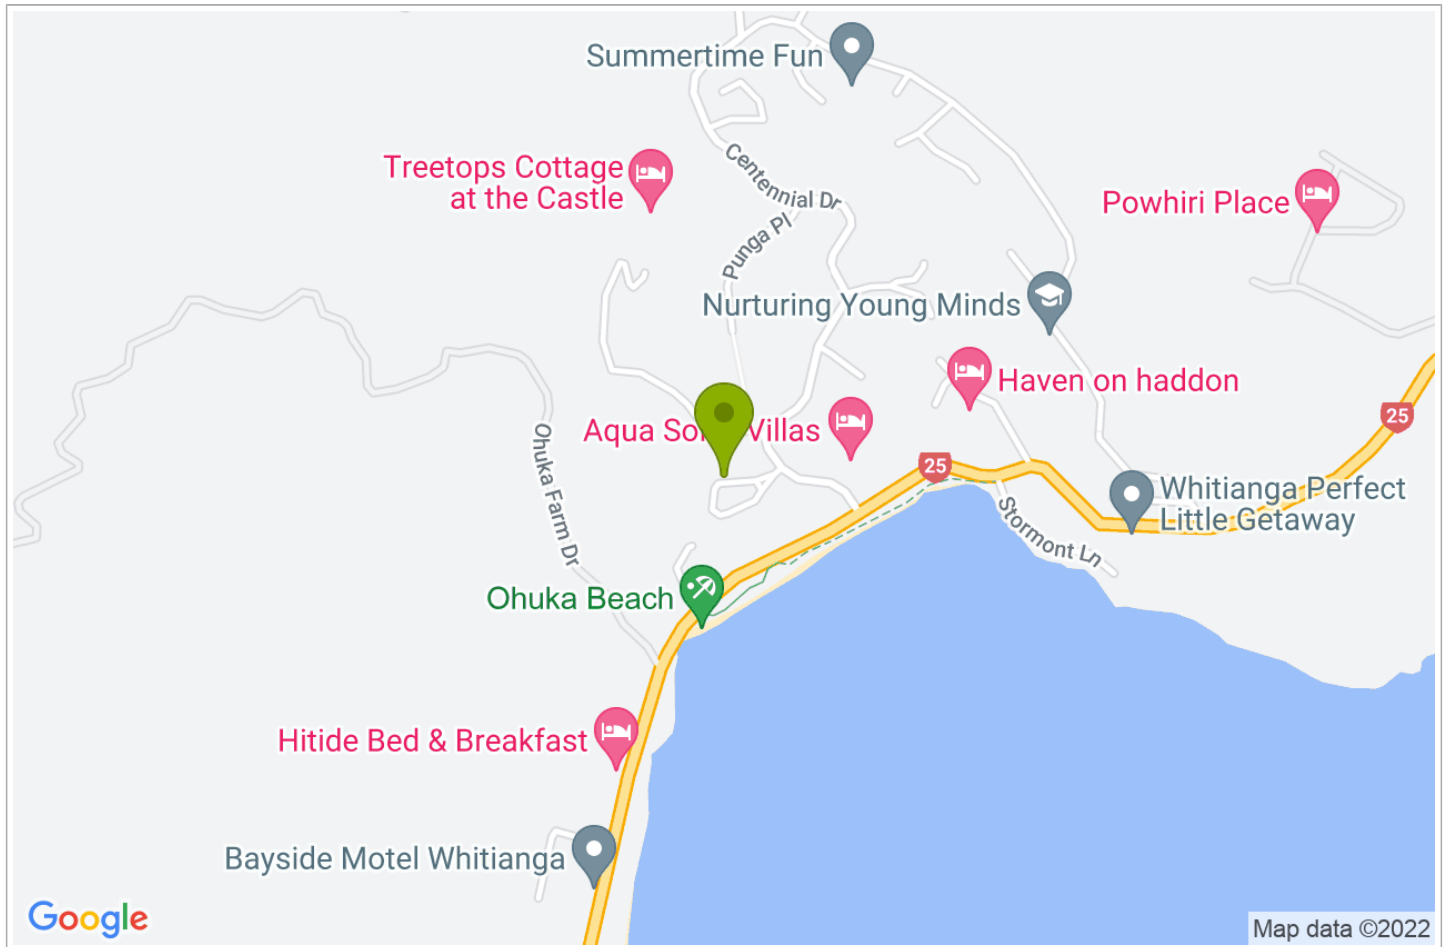 Summertime Fun
Treetops Cottage
at the Castle
Centennial Dr
Powhiri Place
Punga Pl
Nurturing Young Minds
Haven on haddon
25
Aqua Villas
25
Ohuka Farm Dr
Whitianga Perfect
Little Getaway
Stormont Ln
Ohuka Beach
Hitide Bed & Breakfast
Bayside Motel Whitianga
Google
Map data ©2022